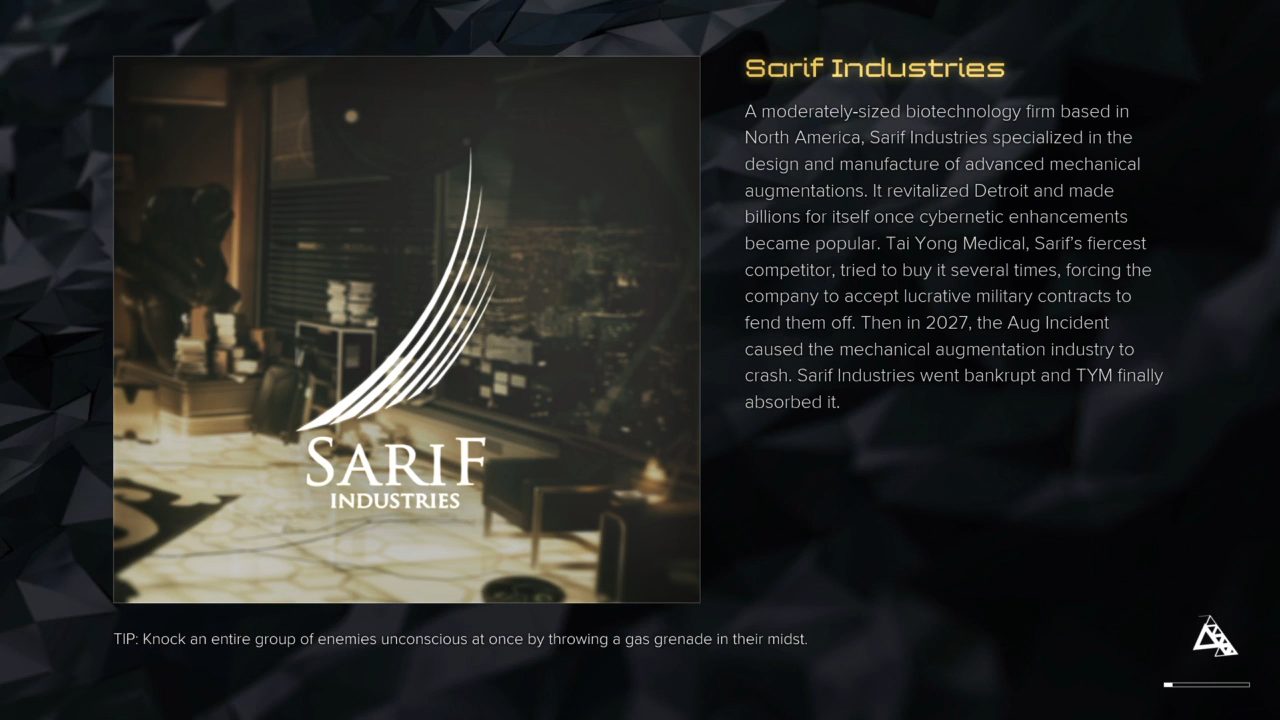 Sarif Industries
A moderately-sized biotechnology firm based in
North America, Sarif Industries specialized in the
design and manufacture of advanced mechanical
augmentations. It revitalized Detroit and made
billions for itself once cybernetic enhancements
became popular. Tai Yong Medical, Sarif’s fiercest
competitor, tried to buy it several times, forcing the
company to accept lucrative military contracts to
fend them off. Then in 2027, the Aug Incident
caused the mechanical augmentation industry to
crash. Sarif Industries went bankrupt and TYM finally
absorbed it.
SARIF
INDUSTRIES
TIP: Knock an entire group of enemies unconscious at once by throwing a gas grenade in their midst.